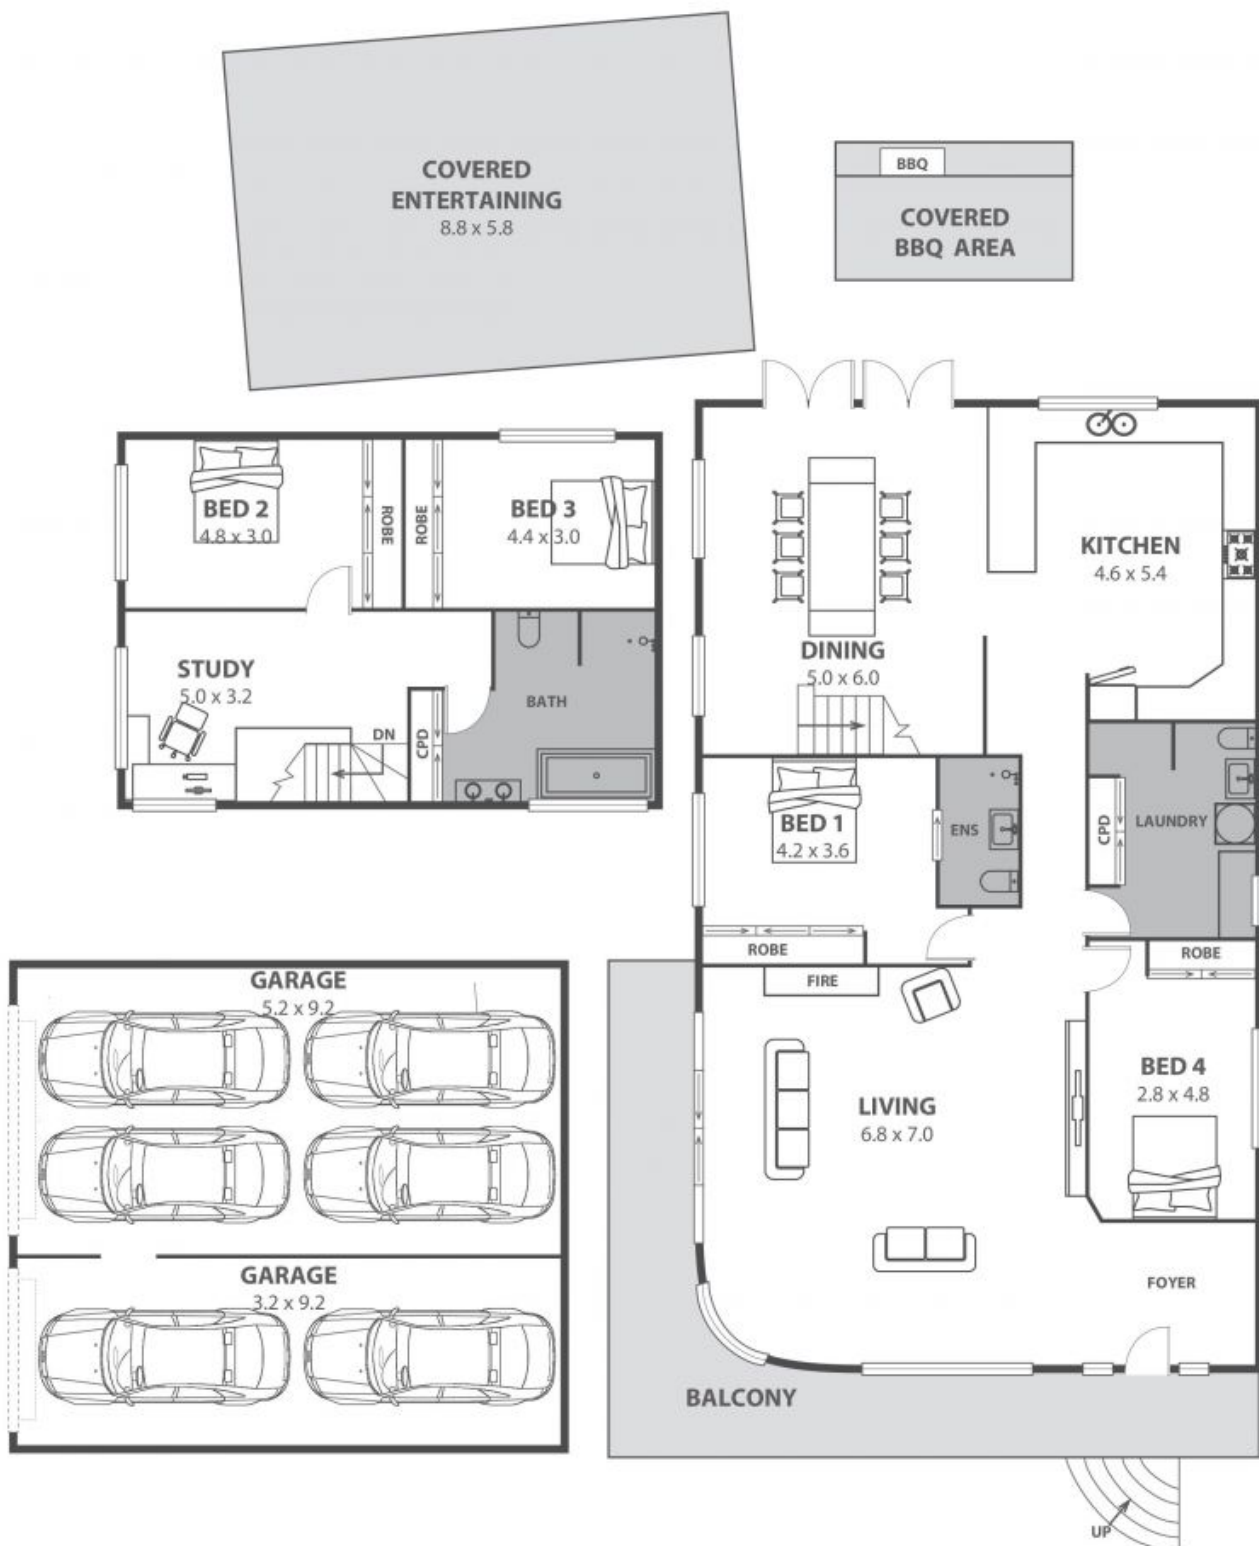 COVERED
ENTERTAINING
8.8 x 5.8
BBQ
COVERED
BBQ AREA
BED 2
4.8 x 3.0
ROBE
ROBE
BED 3
4.4 x 3.0
STUDY
5.0 x 3.2
DN
CPD
BATH
KITCHEN
4.6 x 5.4
DINING
5.0 x 6.0
BED 1
4.2 x 3.6
ENS
CPD
LAUNDRY
ROBE
ROBE
FIRE
BED 4
2.8 x 4.8
LIVING
6.8 x 7.0
FOYER
BALCONY
UP
GARAGE
5.2 x 9.2
GARAGE
3.2 x 9.2